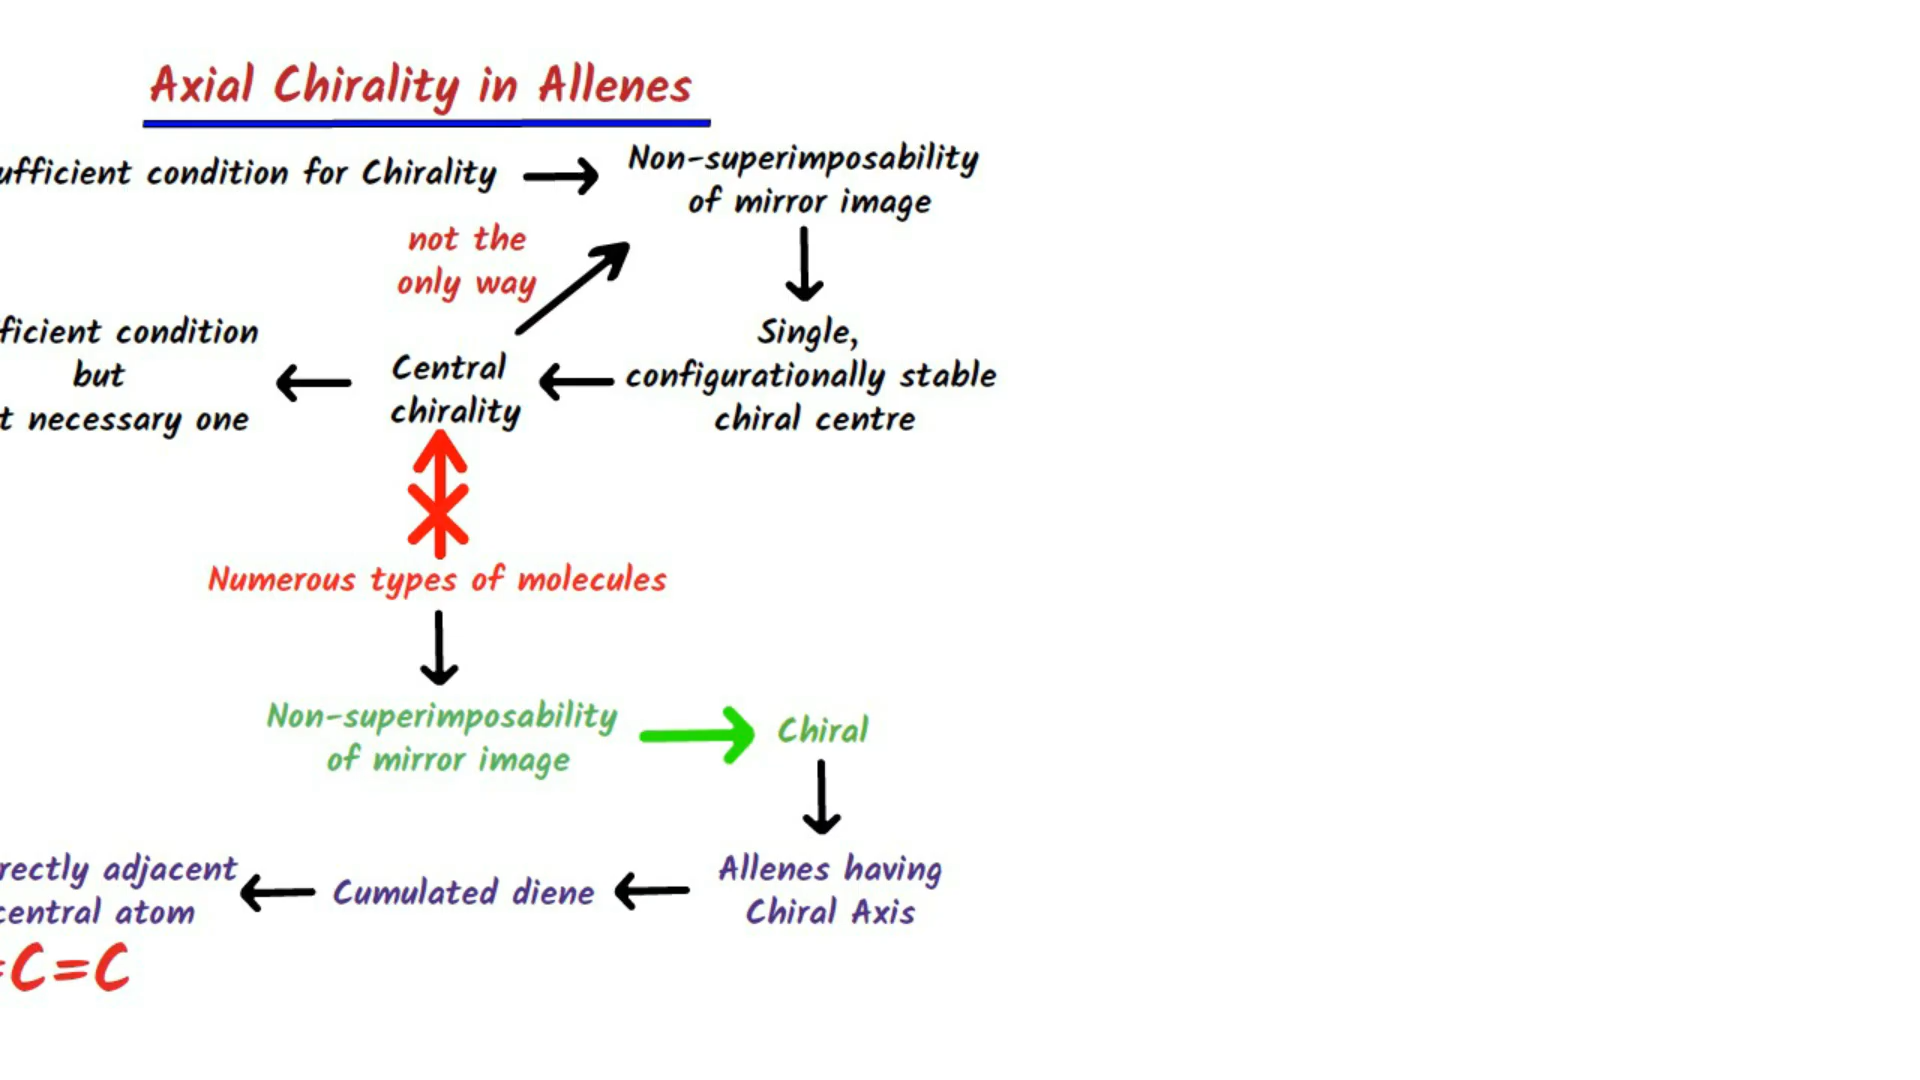 Axial Chirality in Allenes
ufficient condition for Chirality
Non-superimposability
of mirror image
not the
only way
ficient condition
but
t necessary one
Central
chirality
Single,
configurationally stable
chiral centre
Numerous types of molecules
Non-superimposability
of mirror image
Chiral
rectly adjacent
central atom
Cumulated diene
Allenes having
Chiral Axis
=C=C